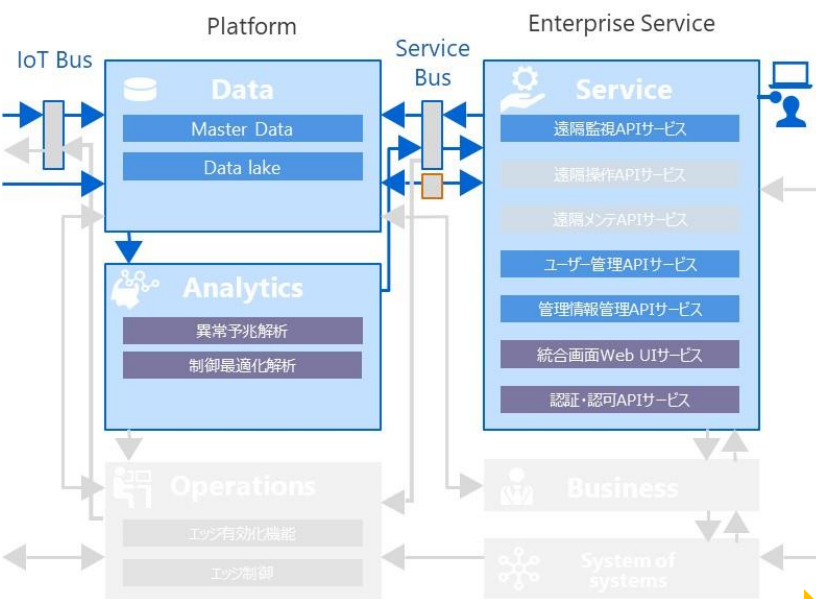 Platform
Enterprise Service
IoT Bus
Service
Bus
Data
Master Data
Data lake
Analytics
異常予兆解析
制御最適化解析
Operations
エッジ有効化機能
エッジ制御
Service
遠隔監視APIサービス
遠隔操作APIサービス
遠隔メンテAPIサービス
ユーザー管理APIサービス
管理情報管理APIサービス
統合画面Web UIサービス
認証・認可APIサービス
Business
System of
systems